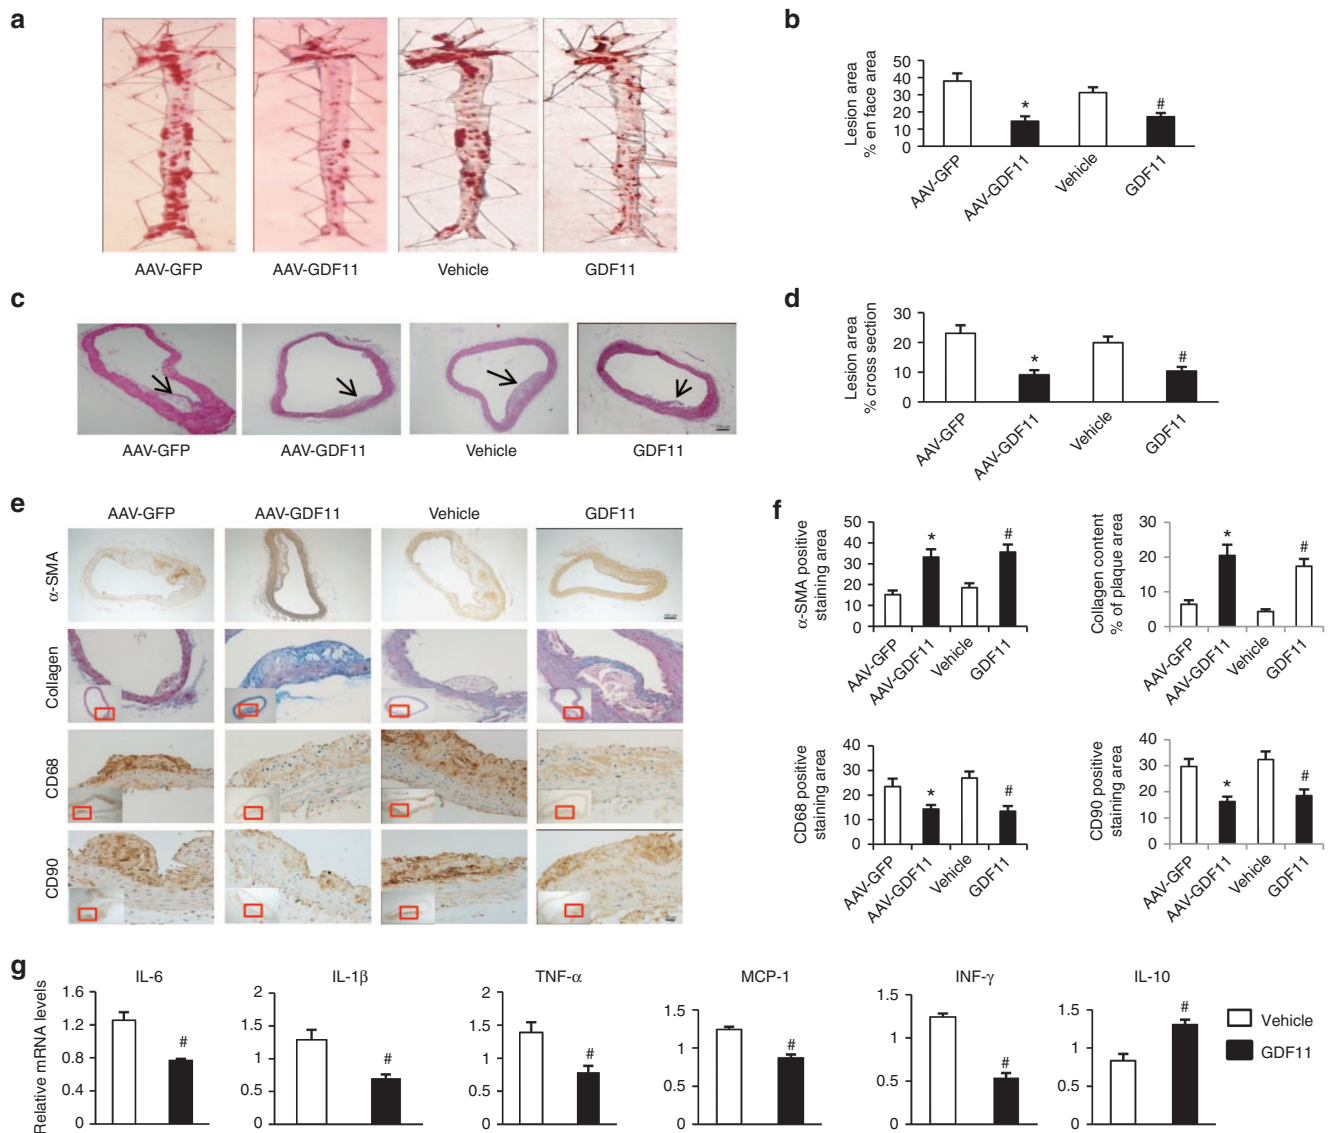 a
AAV-GFP
AAV-GDF11
Vehicle
GDF11
b
Lesion area
% en face area
50
40
30
20
10
0
*
#
AAV-GFP
AAV-GDF11
Vehicle
GDF11
c
AAV-GFP
AAV-GDF11
Vehicle
GDF11
d
Lesion area
% cross section
30
20
10
0
*
#
AAV-GFP
AAV-GDF11
Vehicle
GDF11
e
AAV-GFP
AAV-GDF11
Vehicle
GDF11
α-SMA
Collagen
CD68
CD90
f
α-SMA positive
staining area
50
40
30
20
10
0
*
#
AAV-GFP
AAV-GDF11
Vehicle
GDF11
Collagen content
% of plaque area
30
20
10
0
*
#
AAV-GFP
AAV-GDF11
Vehicle
GDF11
CD68 positive
staining area
40
30
20
10
0
*
#
AAV-GFP
AAV-GDF11
Vehicle
GDF11
CD90 positive
staining area
40
30
20
10
0
*
#
AAV-GFP
AAV-GDF11
Vehicle
GDF11
g
Relative mRNA levels
IL-6
1.6
1.2
0.8
0.4
0
#
IL-1β
2
1.5
1
0.5
0
#
TNF-α
2
1.5
1
0.5
0
#
MCP-1
1.5
1
0.5
0
#
INF-γ
1.5
1
0.5
0
#
IL-10
1.5
1
0.5
0
#
Vehicle
GDF11